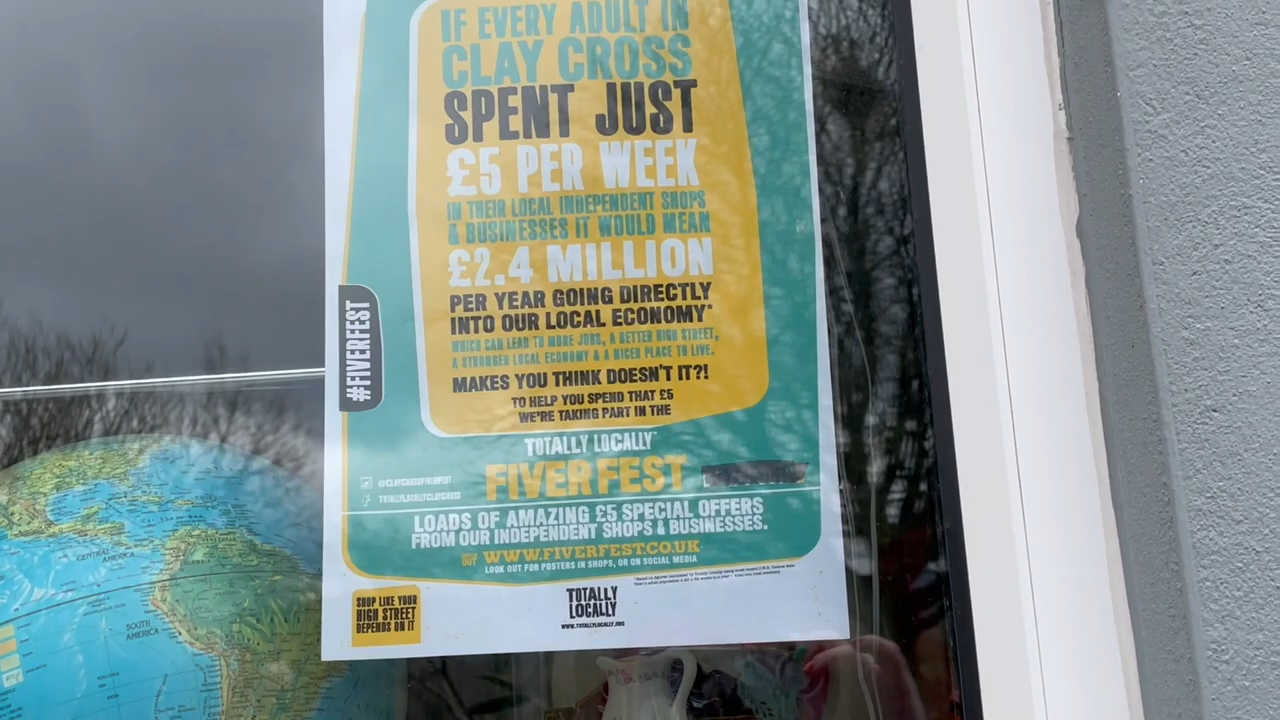 IF EVERY ADULT IN
CLAY CROSS
SPENT JUST
£5 PER WEEK
IN THEIR LOCAL INDEPENDENT SHOPS
& BUSINESSES IT WOULD MEAN
£2.4 MILLION
PER YEAR GOING DIRECTLY
INTO OUR LOCAL ECONOMY*
WHICH CAN LEAD TO MORE JOBS, A BETTER HIGH STREET,
A STRONGER LOCAL ECONOMY & A NICER PLACE TO LIVE.
MAKES YOU THINK DOESN'T IT?!
TO HELP YOU SPEND THAT £5
WE'RE TAKING PART IN THE
#FIVERFEST
TOTALLY LOCALLY
FIVER FEST
@CLAYCROSSFIVERFEST
TOTALLYLOCALLYCLAYCROSS
LOADS OF AMAZING £5 SPECIAL OFFERS
FROM OUR INDEPENDENT SHOPS & BUSINESSES.
WWW.FIVERFEST.CO.UK
LOOK OUT FOR POSTERS IN SHOPS, OR ON SOCIAL MEDIA
SHOP LIKE YOUR
HIGH STREET
DEPENDS ON IT
TOTALLY
LOCALLY
WWW.TOTALLYLOCALLY.ORG
CENTRAL
AMERICA
SOUTH
AMERICA